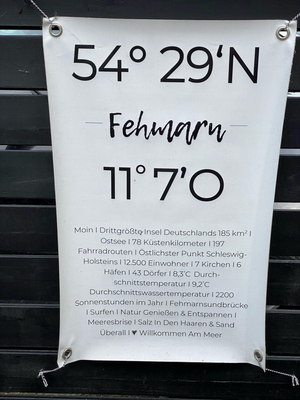 54° 29‘N
Fehmarn
11° 7’O
Moin I Drittgrößte Insel Deutschlands 185 km² I
Ostsee I 78 Küstenkilometer I 197
Fahrradrouten I Östlichster Punkt Schleswig-
Holsteins I 12.500 Einwohner I 7 Kirchen I 6
Häfen I 43 Dörfer I 8,3°C Durch-
schnittstemperatur I 9,2°C
Durchschnittswassertemperatur I 2200
Sonnenstunden im Jahr I Fehmarnsundbrücke
I Surfen I Natur Genießen & Entspannen I
Meeresbrise I Salz In Den Haaren & Sand
Überall I ♥ Willkommen Am Meer